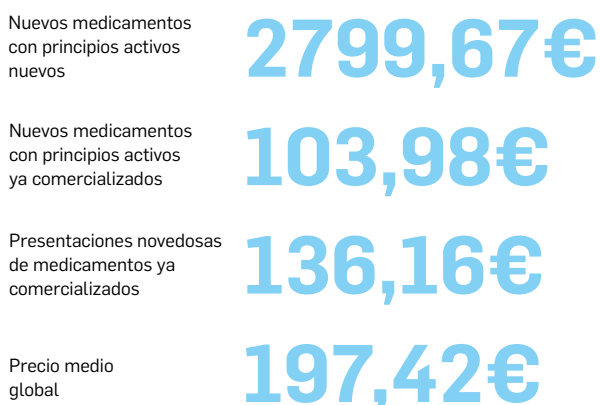 Nuevos medicamentos
con principios activos
nuevos
2799,67€
Nuevos medicamentos
con principios activos
ya comercializados
103,98€
Presentaciones novedosas
de medicamentos ya
comercializados
136,16€
Precio medio
global
197,42€